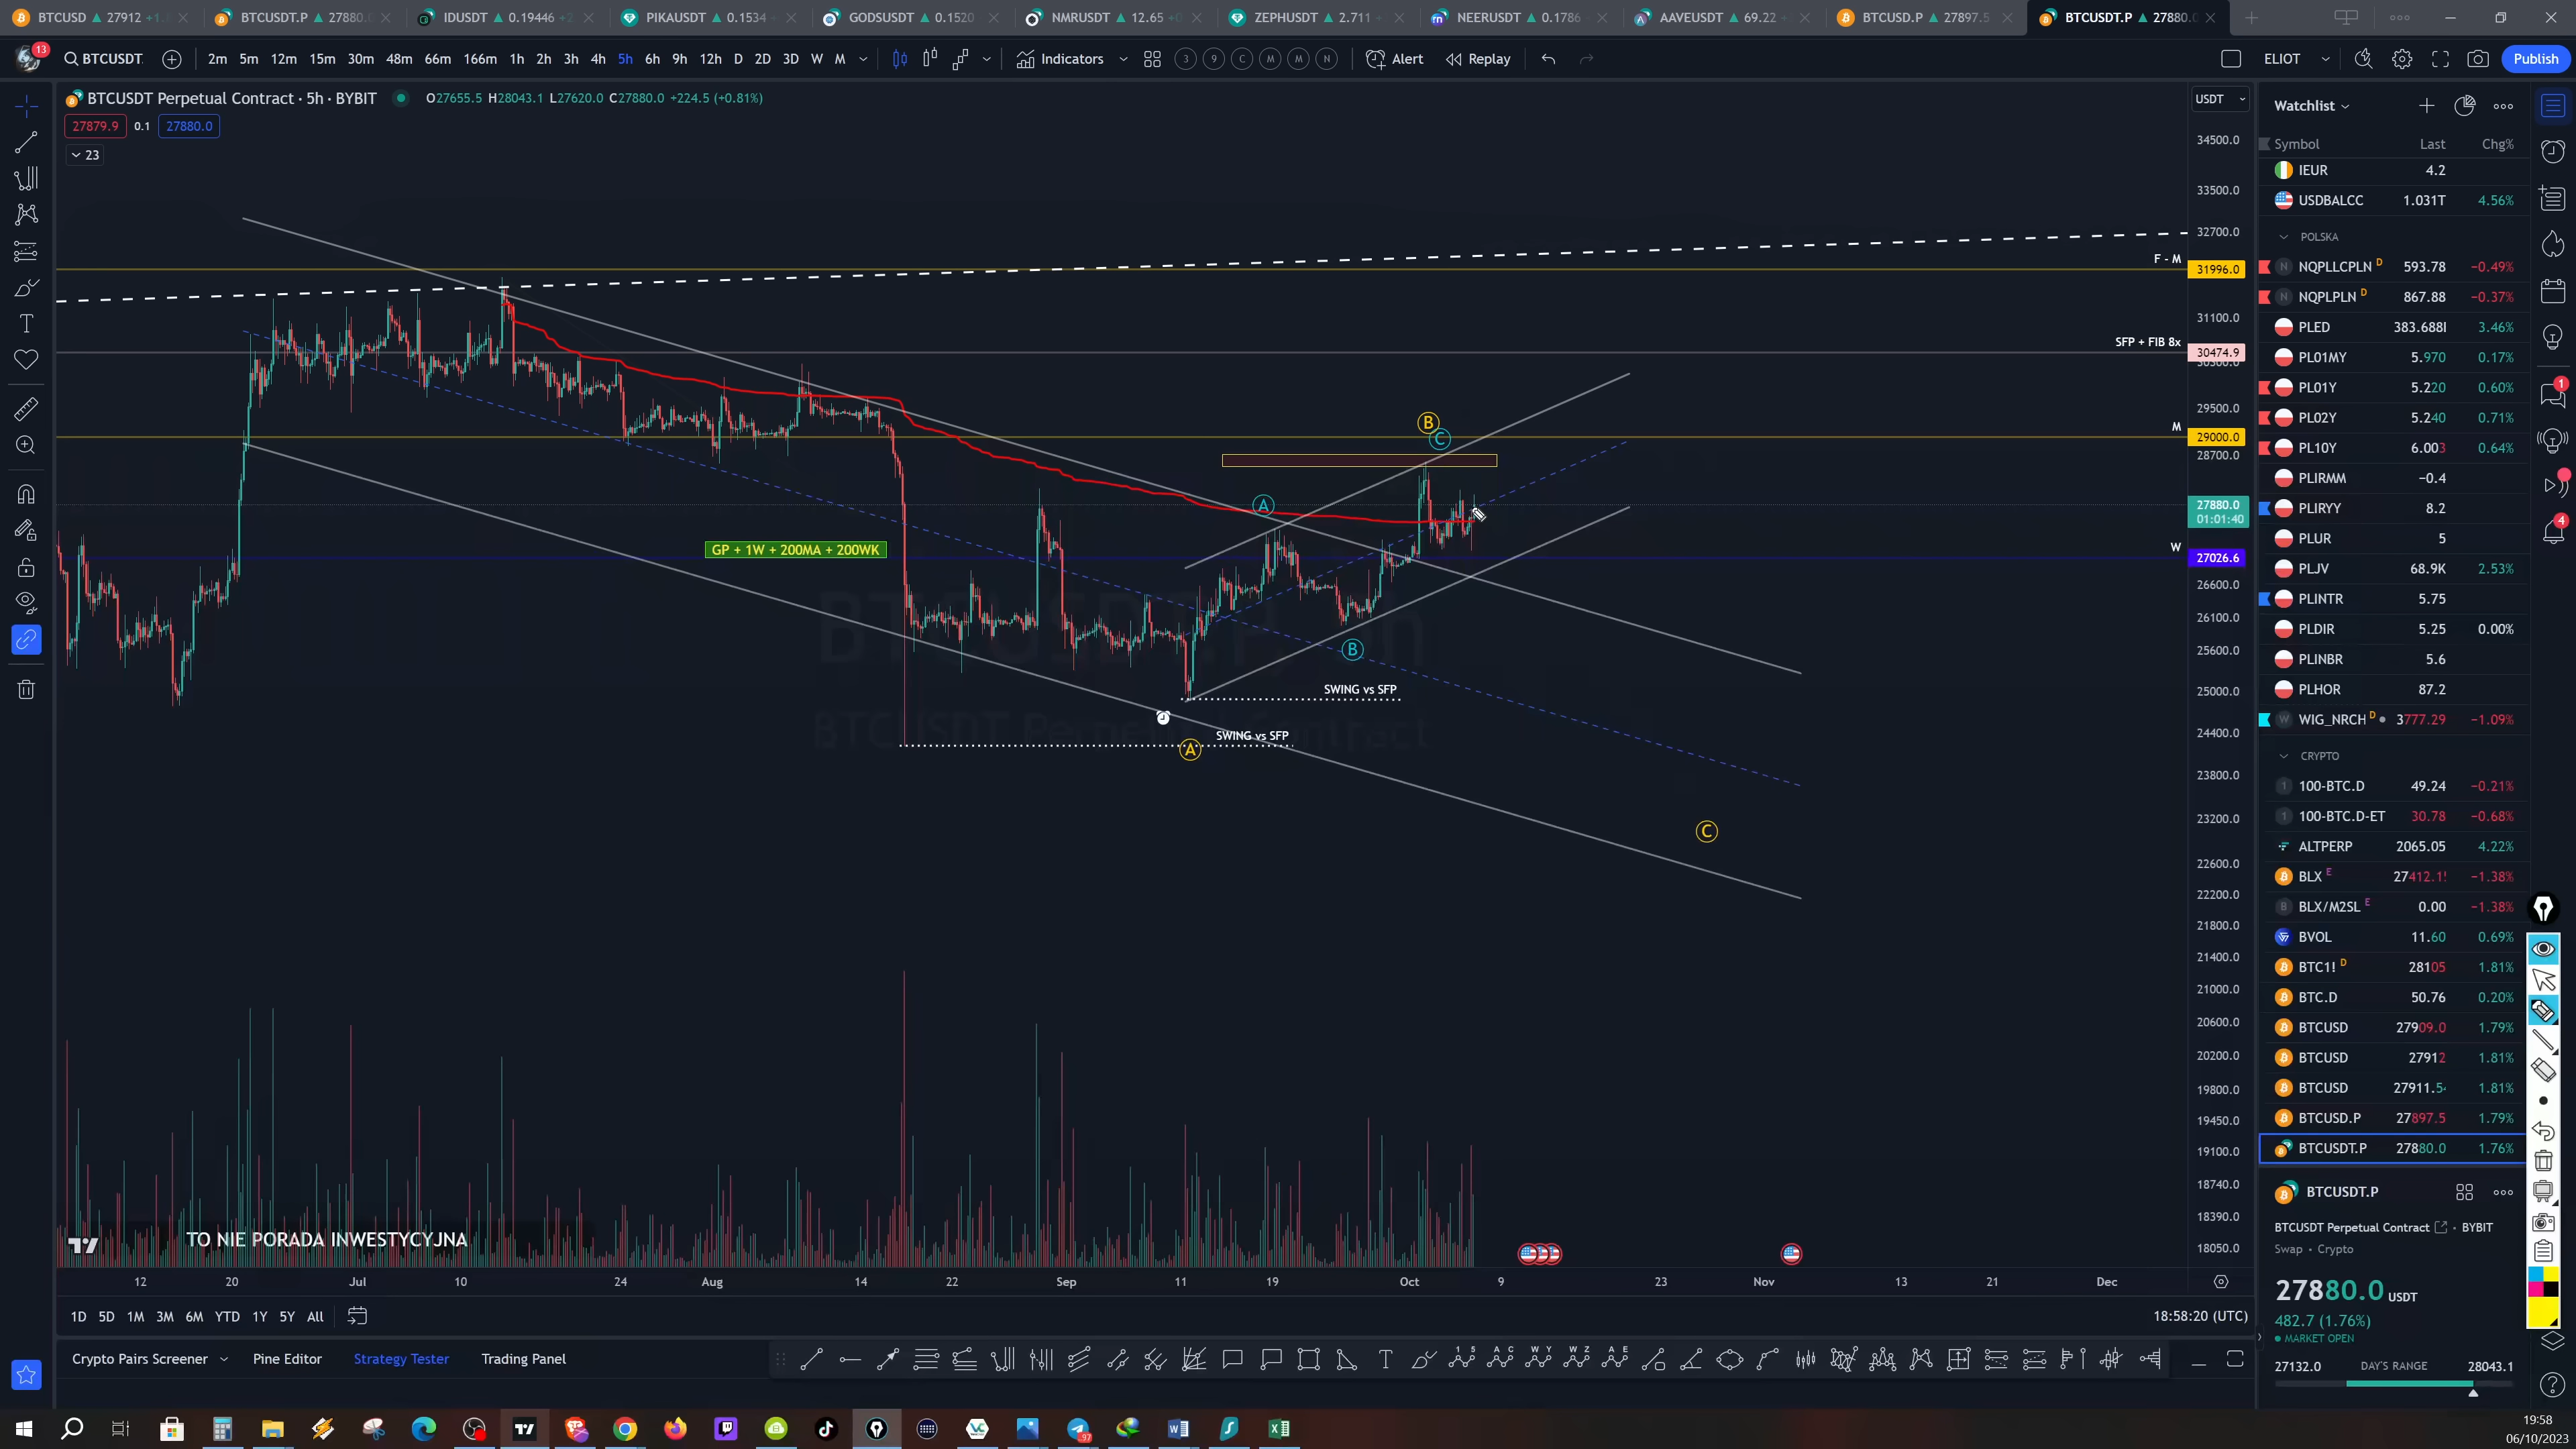 BTCUSD ▲ 27912 +1.
BTCUSDT.P ▲ 27880.
IDUSDT ▲ 0.19446 +2
PIKAUSDT ▲ 0.1534
GODSUSDT ▲ 0.1520
NMRUSDT ▲ 12.65
ZEPHUSDT ▲ 2.711
NEERUSDT ▲ 0.1786
AAVEUSDT ▲ 69.22
BTCUSD.P ▲ 27897.5
BTCUSDT.P ▲ 27880.
13
BTCUSDT.
2m 5m 12m 15m 30m 48m 66m 166m 1h 2h 3h 4h 5h 6h 9h 12h D 2D 3D W M
Indicators
3 9 C M M N
Alert
Replay
ELIOT
Publish
BTCUSDT Perpetual Contract · 5h · BYBIT
O27655.5 H28043.1 L27620.0 C27880.0 +224.5 (+0.81%)
27879.9 0.1 27880.0
23
USDT
34500.0
33500.0
32700.0
F - M
31996.0
31100.0
SFP + FIB 8x
30474.9
29500.0
M
29000.0
28700.0
27880.0
01:01:40
W
27026.6
26600.0
26100.0
25600.0
25000.0
24400.0
23800.0
23200.0
22600.0
22200.0
21800.0
21400.0
21000.0
20600.0
20200.0
19800.0
19450.0
19100.0
18740.0
18390.0
18050.0
B
C
A
GP + 1W + 200MA + 200WK
B
SWING vs SFP
SWING vs SFP
A
C
BTCUSDT Perpetual Contract
TO NIE PORADA INWESTYCYJNA
12 20 Jul 10 24 Aug 14 22 Sep 11 19 Oct 9 23 Nov 13 21 Dec
1D 5D 1M 3M 6M YTD 1Y 5Y All
18:58:20 (UTC)
Crypto Pairs Screener
Pine Editor
Strategy Tester
Trading Panel
Watchlist
Symbol Last Chg%
IEUR 4.2
USDBALCC 1.031T 4.56%
POLSKA
NQPLLCPLN D 593.78 −0.49%
NQPLPLN D 867.88 −0.37%
PLED 383.688I 3.46%
PL01MY 5.970 0.17%
PL01Y 5.220 0.60%
PL02Y 5.240 0.71%
PL10Y 6.003 0.64%
PLIRMM −0.4
PLIRYY 8.2
PLUR 5
PLJV 68.9K 2.53%
PLINTR 5.75
PLDIR 5.25 0.00%
PLINBR 5.6
PLHOR 87.2
WIG_NRCH D 3777.29 −1.09%
CRYPTO
100-BTC.D 49.24 −0.21%
100-BTC.D-ET 30.78 −0.68%
ALTPERP 2065.05 4.22%
BLX E 27412.1 −1.38%
BLX/M2SL E 0.00 −1.38%
BVOL 11.60 0.69%
BTC1! D 28105 1.81%
BTC.D 50.76 0.20%
BTCUSD 27909.0 1.79%
BTCUSD 27912 1.81%
BTCUSD 27911.5 1.81%
BTCUSD.P 27897.5 1.79%
BTCUSDT.P 27880.0 1.76%
BTCUSDT.P
BTCUSDT Perpetual Contract · BYBIT
Swap · Crypto
27880.0 USDT
482.7 (1.76%)
MARKET OPEN
27132.0 DAY'S RANGE 28043.1
1
4
97
19:58
06/10/2023